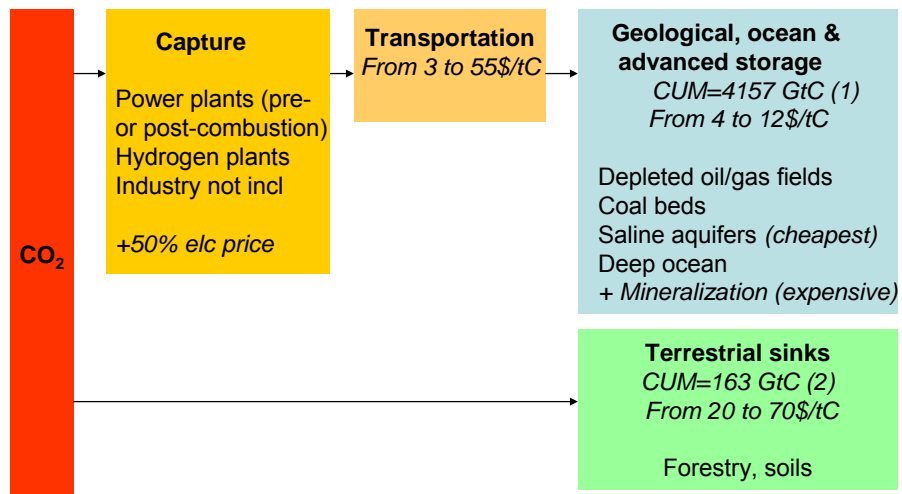 CO₂
Capture
Power plants (pre-
or post-combustion)
Hydrogen plants
Industry not incl
+50% elc price
Transportation
From 3 to 55$/tC
Geological, ocean &
advanced storage
CUM=4157 GtC (1)
From 4 to 12$/tC
Depleted oil/gas fields
Coal beds
Saline aquifers (cheapest)
Deep ocean
+ Mineralization (expensive)
Terrestrial sinks
CUM=163 GtC (2)
From 20 to 70$/tC
Forestry, soils